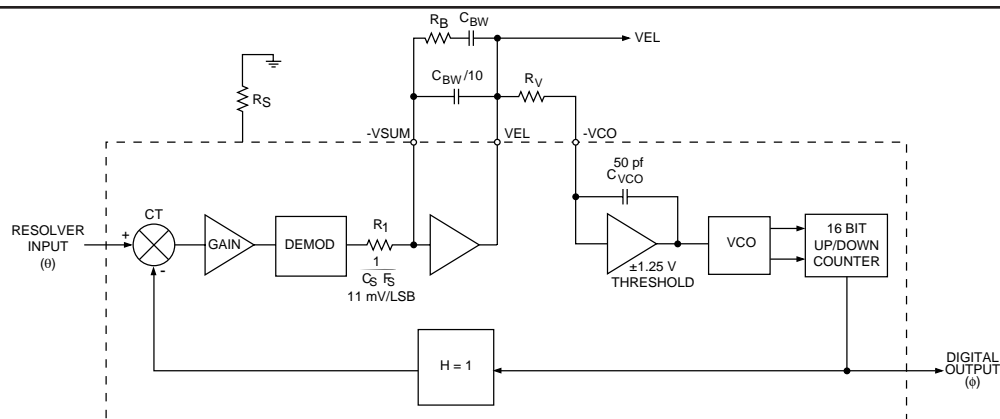 R_B
C_BW
VEL
C_BW/10
R_V
R_S
-VSUM
VEL
-VCO
50 pf
C_VCO
CT
RESOLVER
INPUT
(θ)
+
-
GAIN
DEMOD
R_1
1
C_S F_S
11 mV/LSB
±1.25 V
THRESHOLD
VCO
16 BIT
UP/DOWN
COUNTER
H = 1
DIGITAL
OUTPUT
(ϕ)